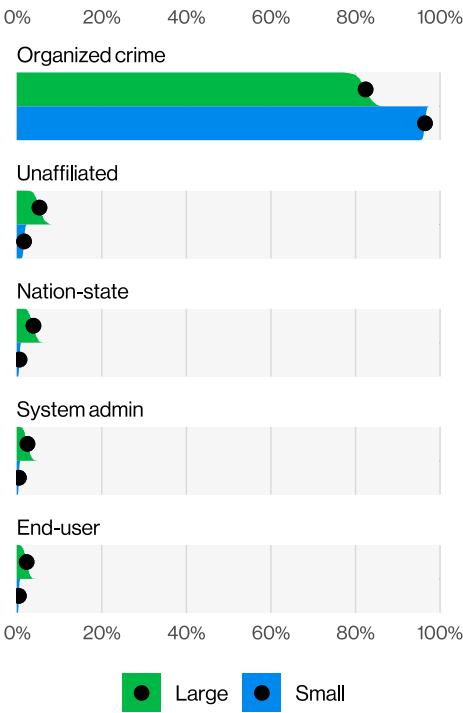 0% 20% 40% 60% 80% 100%
Organized crime
Unaffiliated
Nation-state
System admin
End-user
0% 20% 40% 60% 80% 100%
Large Small